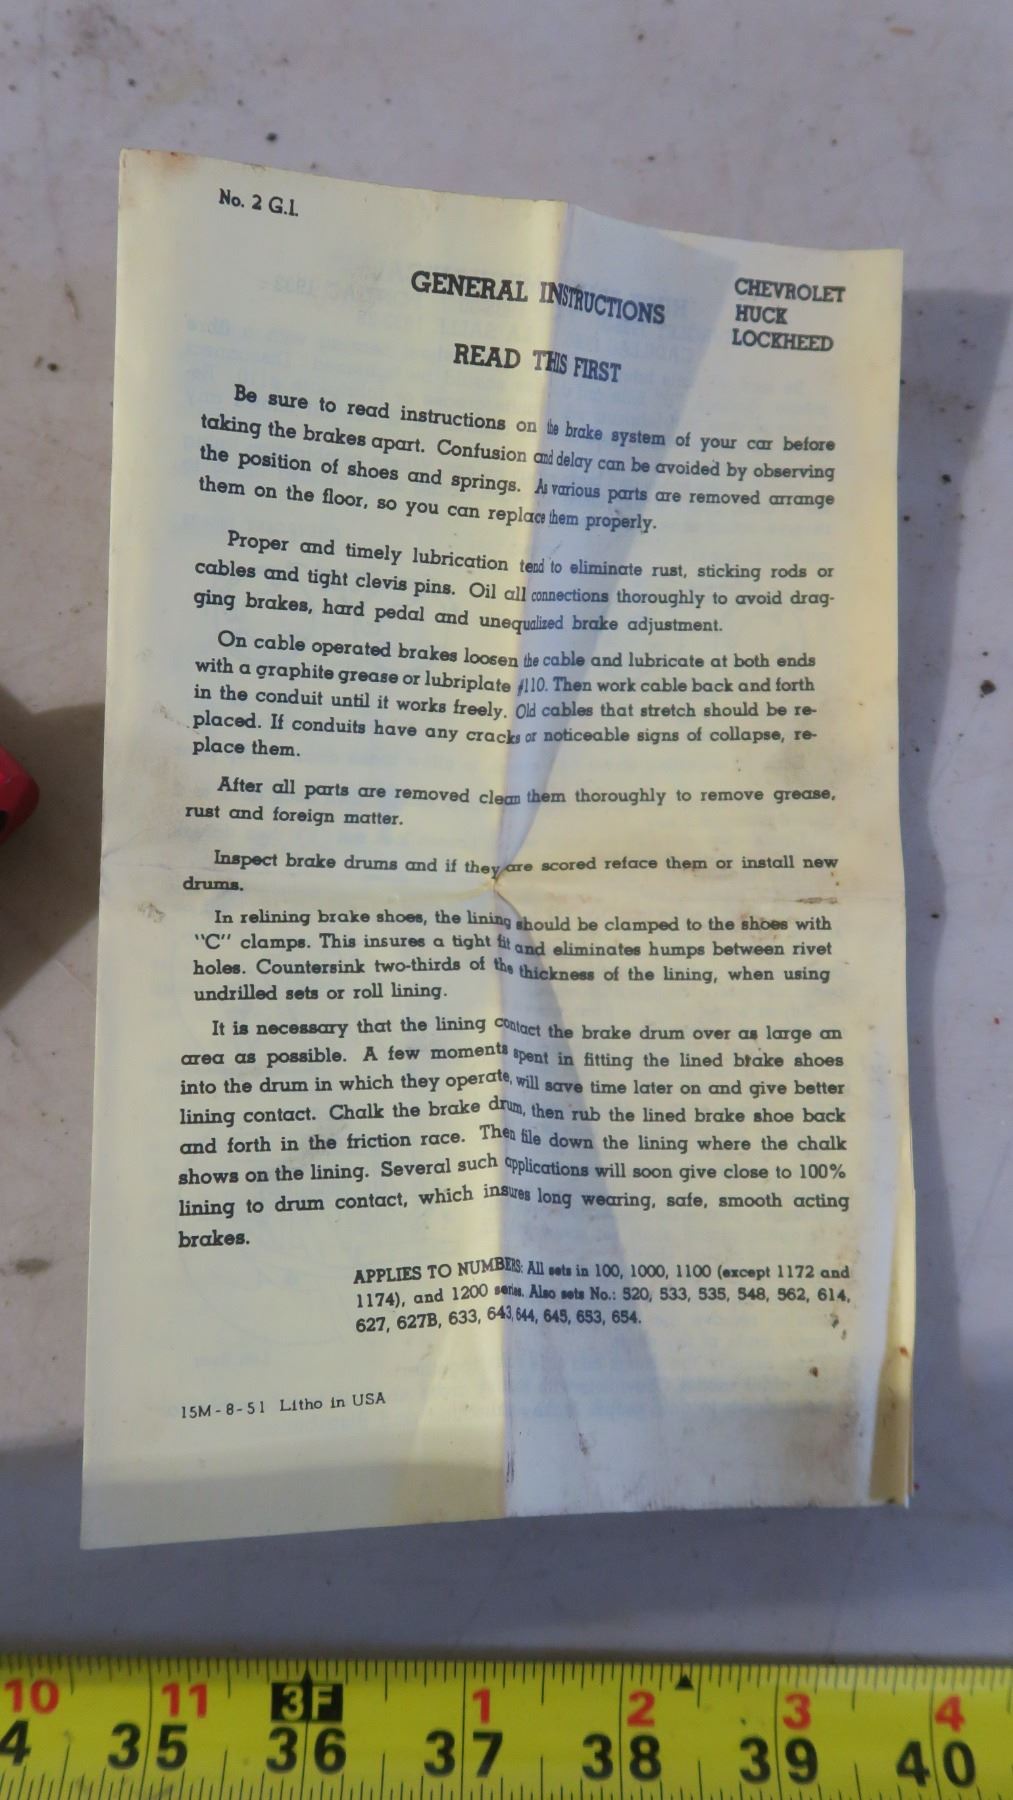 No. 2 G.I.
GENERAL INSTRUCTIONS
CHEVROLET
HUCK
LOCKHEED
READ THIS FIRST
Be sure to read instructions on the brake system of your car before
taking the brakes apart. Confusion and delay can be avoided by observing
the position of shoes and springs. As various parts are removed arrange
them on the floor, so you can replace them properly.
Proper and timely lubrication tend to eliminate rust, sticking rods or
cables and tight clevis pins. Oil all connections thoroughly to avoid drag-
ging brakes, hard pedal and unequalized brake adjustment.
On cable operated brakes loosen the cable and lubricate at both ends
with a graphite grease or lubriplate #110. Then work cable back and forth
in the conduit until it works freely. Old cables that stretch should be re-
placed. If conduits have any cracks or noticeable signs of collapse, re-
place them.
After all parts are removed clean them thoroughly to remove grease,
rust and foreign matter.
Inspect brake drums and if they are scored reface them or install new
drums.
In relining brake shoes, the lining should be clamped to the shoes with
"C" clamps. This insures a tight fit and eliminates humps between rivet
holes. Countersink two-thirds of the thickness of the lining, when using
undrilled sets or roll lining.
It is necessary that the lining contact the brake drum over as large an
area as possible. A few moments spent in fitting the lined brake shoes
into the drum in which they operate, will save time later on and give better
lining contact. Chalk the brake drum, then rub the lined brake shoe back
and forth in the friction race. Then file down the lining where the chalk
shows on the lining. Several such applications will soon give close to 100%
lining to drum contact, which insures long wearing, safe, smooth acting
brakes.
APPLIES TO NUMBERS: All sets in 100, 1000, 1100 (except 1172 and
1174), and 1200 series. Also sets No.: 520, 533, 535, 548, 562, 614,
627, 627B, 633, 643, 644, 645, 653, 654.
15M-8-51 Litho in USA
10 11 3F 1 2 3 4
4 35 36 37 38 39 40